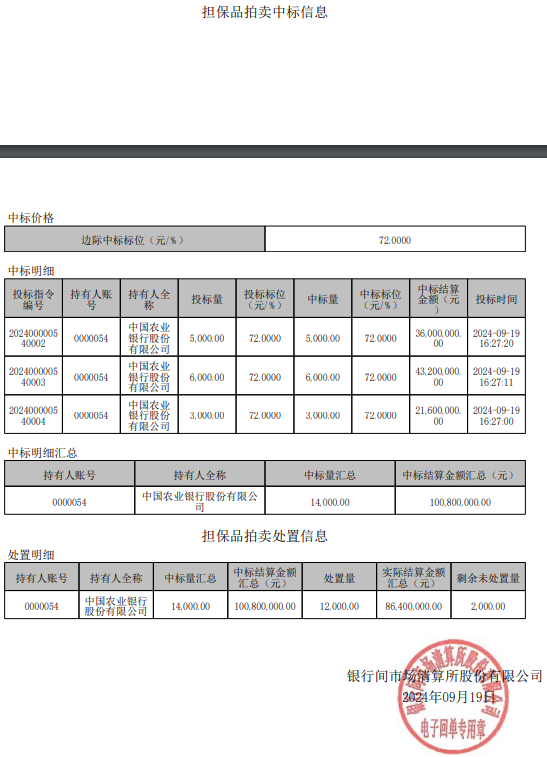 担保品拍卖中标信息
中标价格
边际中标标位（元/%） 72.0000
中标明细
投标指令编号 持有人账号 持有人全称 投标量 投标标位（元/%） 中标量 中标标位（元/%） 中标结算金额（元） 投标时间
202400000540002 0000054 中国农业银行股份有限公司 5,000.00 72.0000 5,000.00 72.0000 36,000,000.00 2024-09-19 16:27:20
202400000540003 0000054 中国农业银行股份有限公司 6,000.00 72.0000 6,000.00 72.0000 43,200,000.00 2024-09-19 16:27:11
202400000540004 0000054 中国农业银行股份有限公司 3,000.00 72.0000 3,000.00 72.0000 21,600,000.00 2024-09-19 16:27:00
中标明细汇总
持有人账号 持有人全称 中标量汇总 中标结算金额汇总（元）
0000054 中国农业银行股份有限公司 14,000.00 100,800,000.00
担保品拍卖处置信息
处置明细
持有人账号 持有人全称 中标量汇总 中标结算金额汇总（元） 处置量 实际结算金额汇总（元） 剩余未处置量
0000054 中国农业银行股份有限公司 14,000.00 100,800,000.00 12,000.00 86,400,000.00 2,000.00
银行间市场清算所股份有限公司
2024年09月19日
银行间市场清算所股份有限公司
电子回单专用章